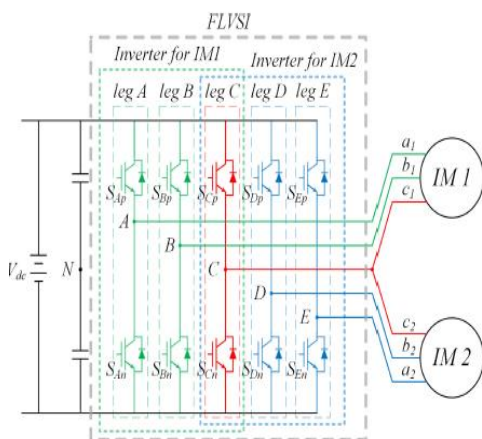 FLVSI
Inverter for IM1
Inverter for IM2
leg A leg B leg C leg D leg E
S_Ap S_Bp S_Cp S_Dp S_Ep
a_1
b_1
c_1
IM 1
A
B
C
D
E
V_dc
N
S_An S_Bn S_Cn S_Dn S_En
c_2
b_2
a_2
IM 2